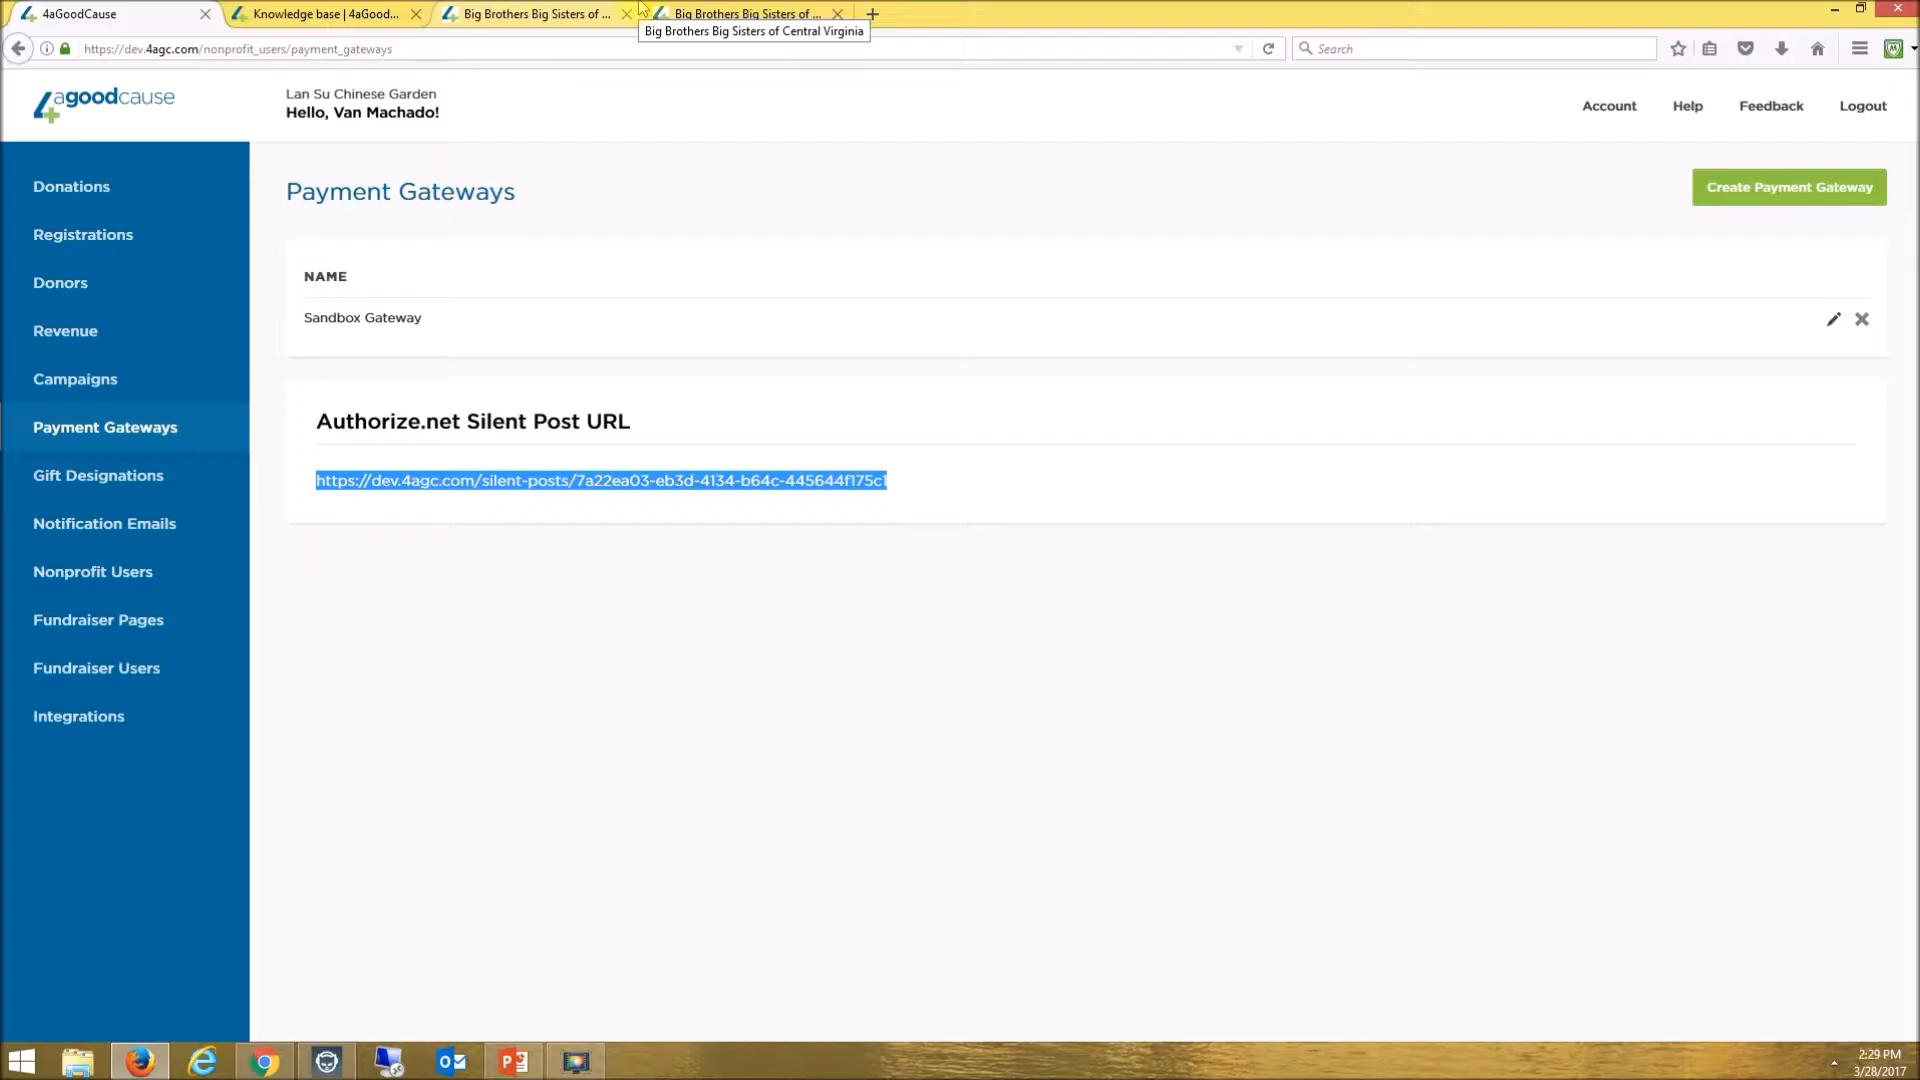 4aGoodCause
Knowledge base | 4aGood...
Big Brothers Big Sisters of ...
Big Brothers Big Sisters of ...
Big Brothers Big Sisters of Central Virginia
https://dev.4agc.com/nonprofit_users/payment_gateways
Search
4agoodcause
Lan Su Chinese Garden
Hello, Van Machado!
Account
Help
Feedback
Logout
Donations
Registrations
Donors
Revenue
Campaigns
Payment Gateways
Gift Designations
Notification Emails
Nonprofit Users
Fundraiser Pages
Fundraiser Users
Integrations
Payment Gateways
Create Payment Gateway
NAME
Sandbox Gateway
Authorize.net Silent Post URL
https://dev.4agc.com/silent-posts/7a22ea03-eb3d-4134-b64c-445644f175c1
2:29 PM
3/28/2017